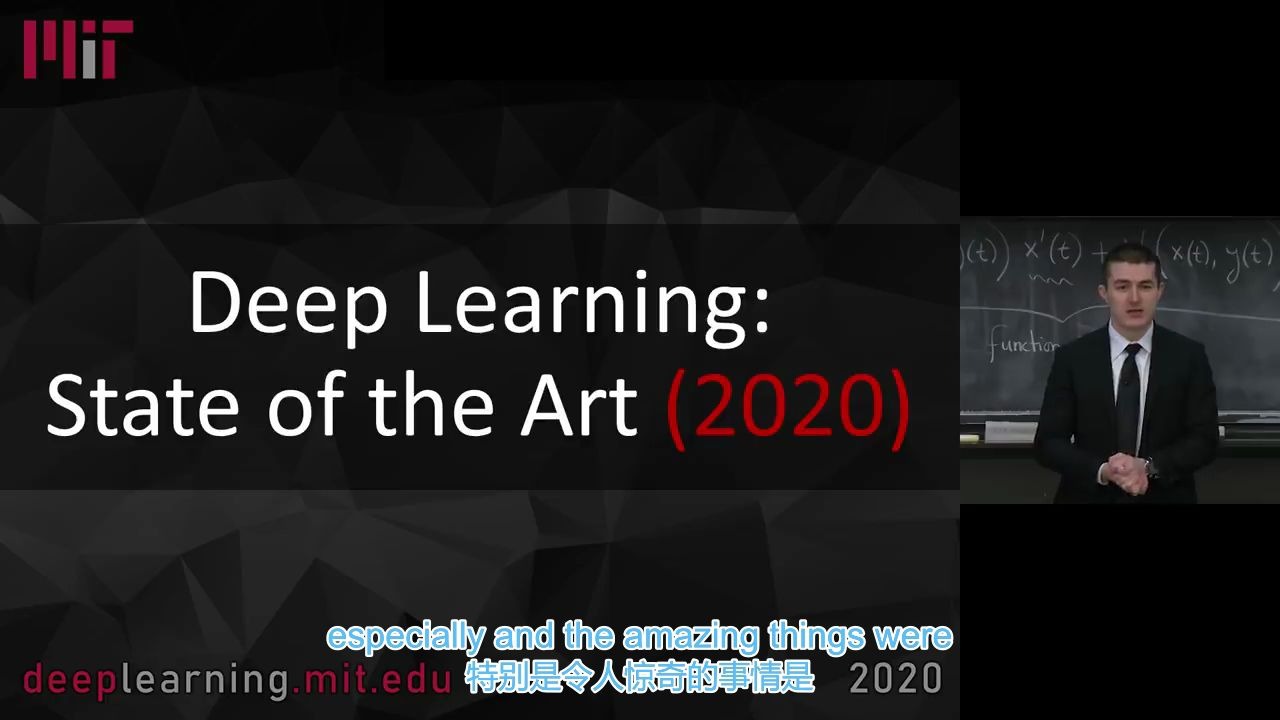 MIT
Deep Learning:
State of the Art (2020)
x'(t) +
(x(t), y(t)
function
especially and the amazing things were
特别是令人惊奇的事情是
deeplearning.mit.edu
2020